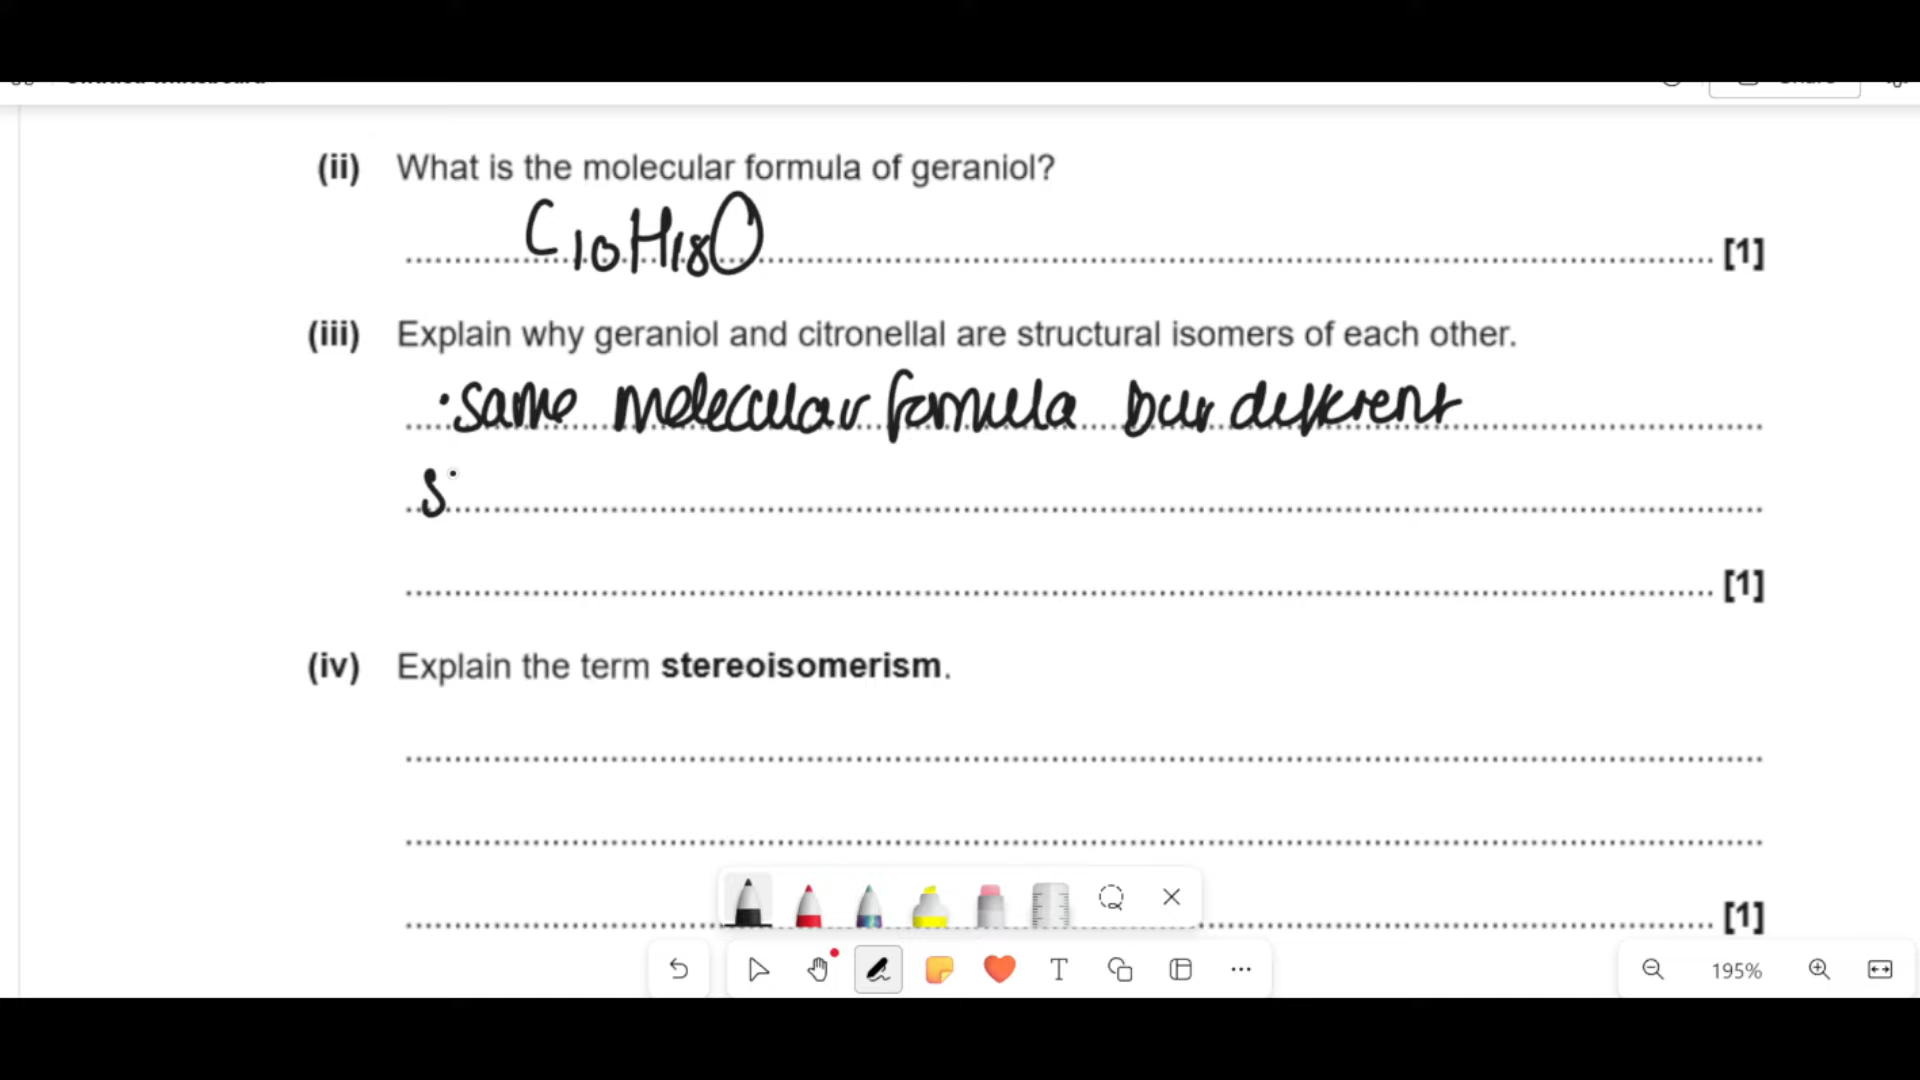 (ii) What is the molecular formula of geraniol?
C10H18O [1]
(iii) Explain why geraniol and citronellal are structural isomers of each other.
• same molecular formula but different
s
[1]
(iv) Explain the term stereoisomerism.
[1]
195%